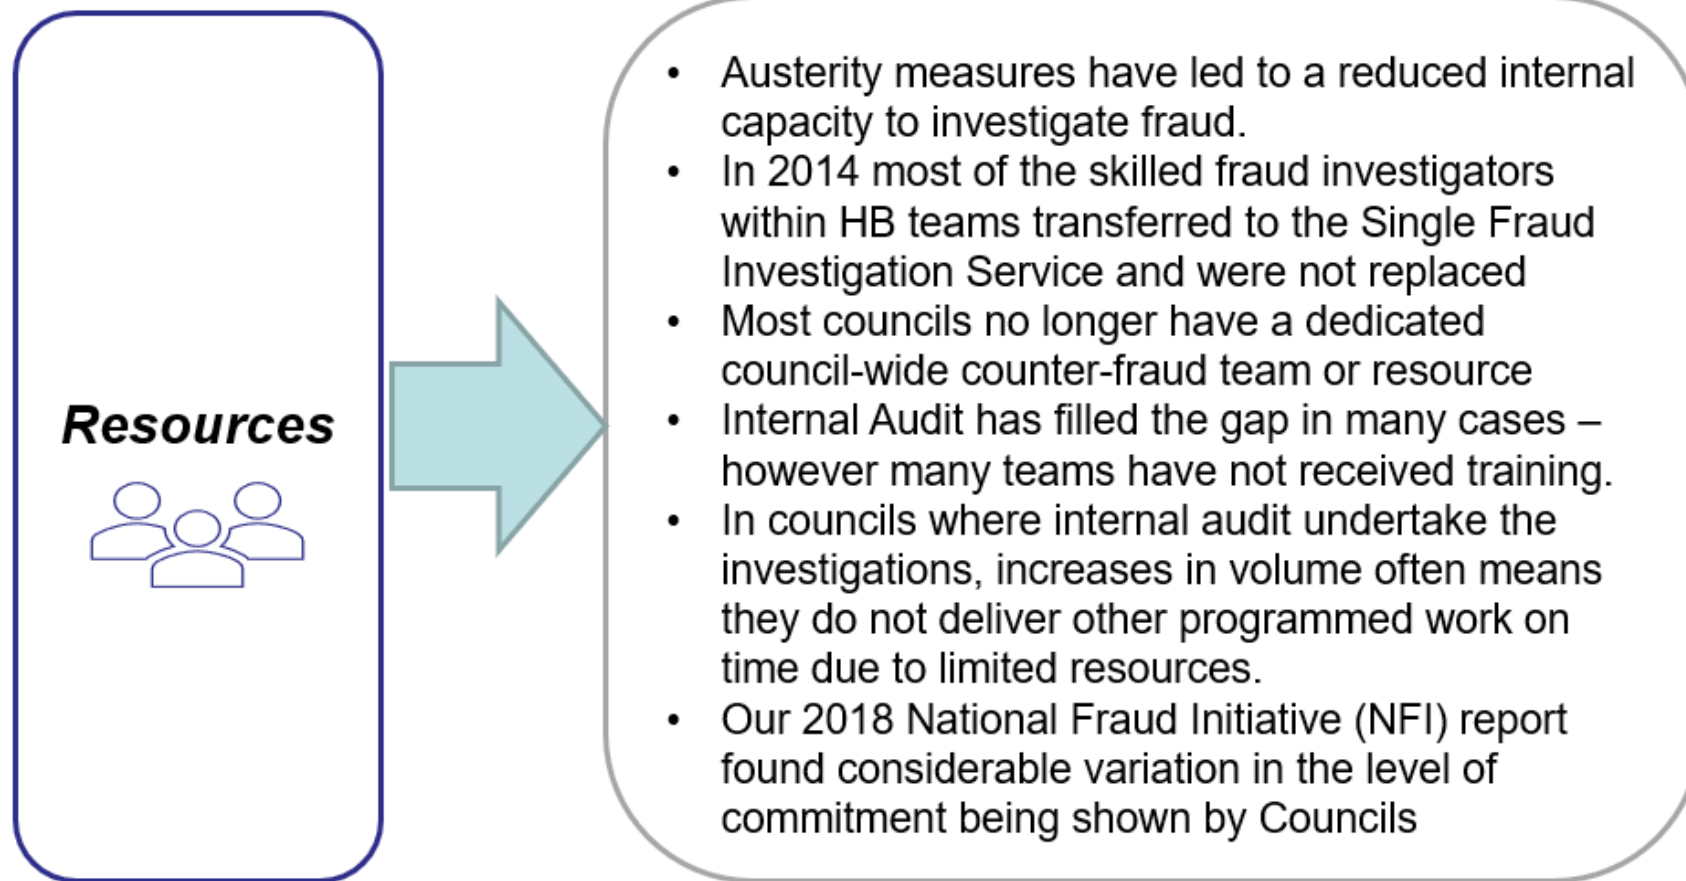 Resources
• Austerity measures have led to a reduced internal
capacity to investigate fraud.
• In 2014 most of the skilled fraud investigators
within HB teams transferred to the Single Fraud
Investigation Service and were not replaced
• Most councils no longer have a dedicated
council-wide counter-fraud team or resource
• Internal Audit has filled the gap in many cases –
however many teams have not received training.
• In councils where internal audit undertake the
investigations, increases in volume often means
they do not deliver other programmed work on
time due to limited resources.
• Our 2018 National Fraud Initiative (NFI) report
found considerable variation in the level of
commitment being shown by Councils